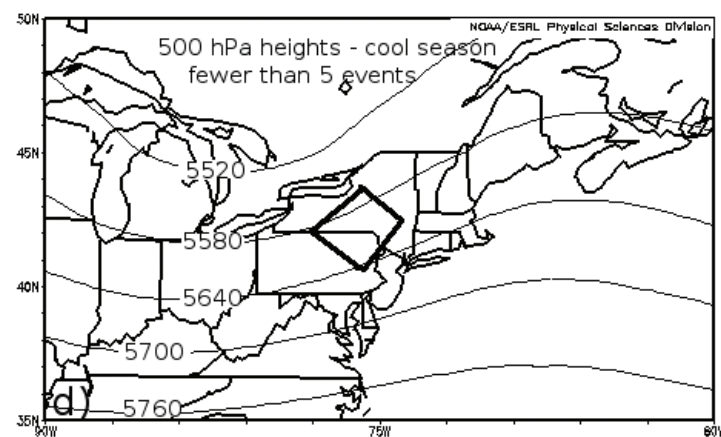 50N
NOAA/ESRL Physical Sciences Division
500 hPa heights - cool season
fewer than 5 events
45N
5520
5580
40N
5640
5700
d)
5760
35N
90W
75W
60W